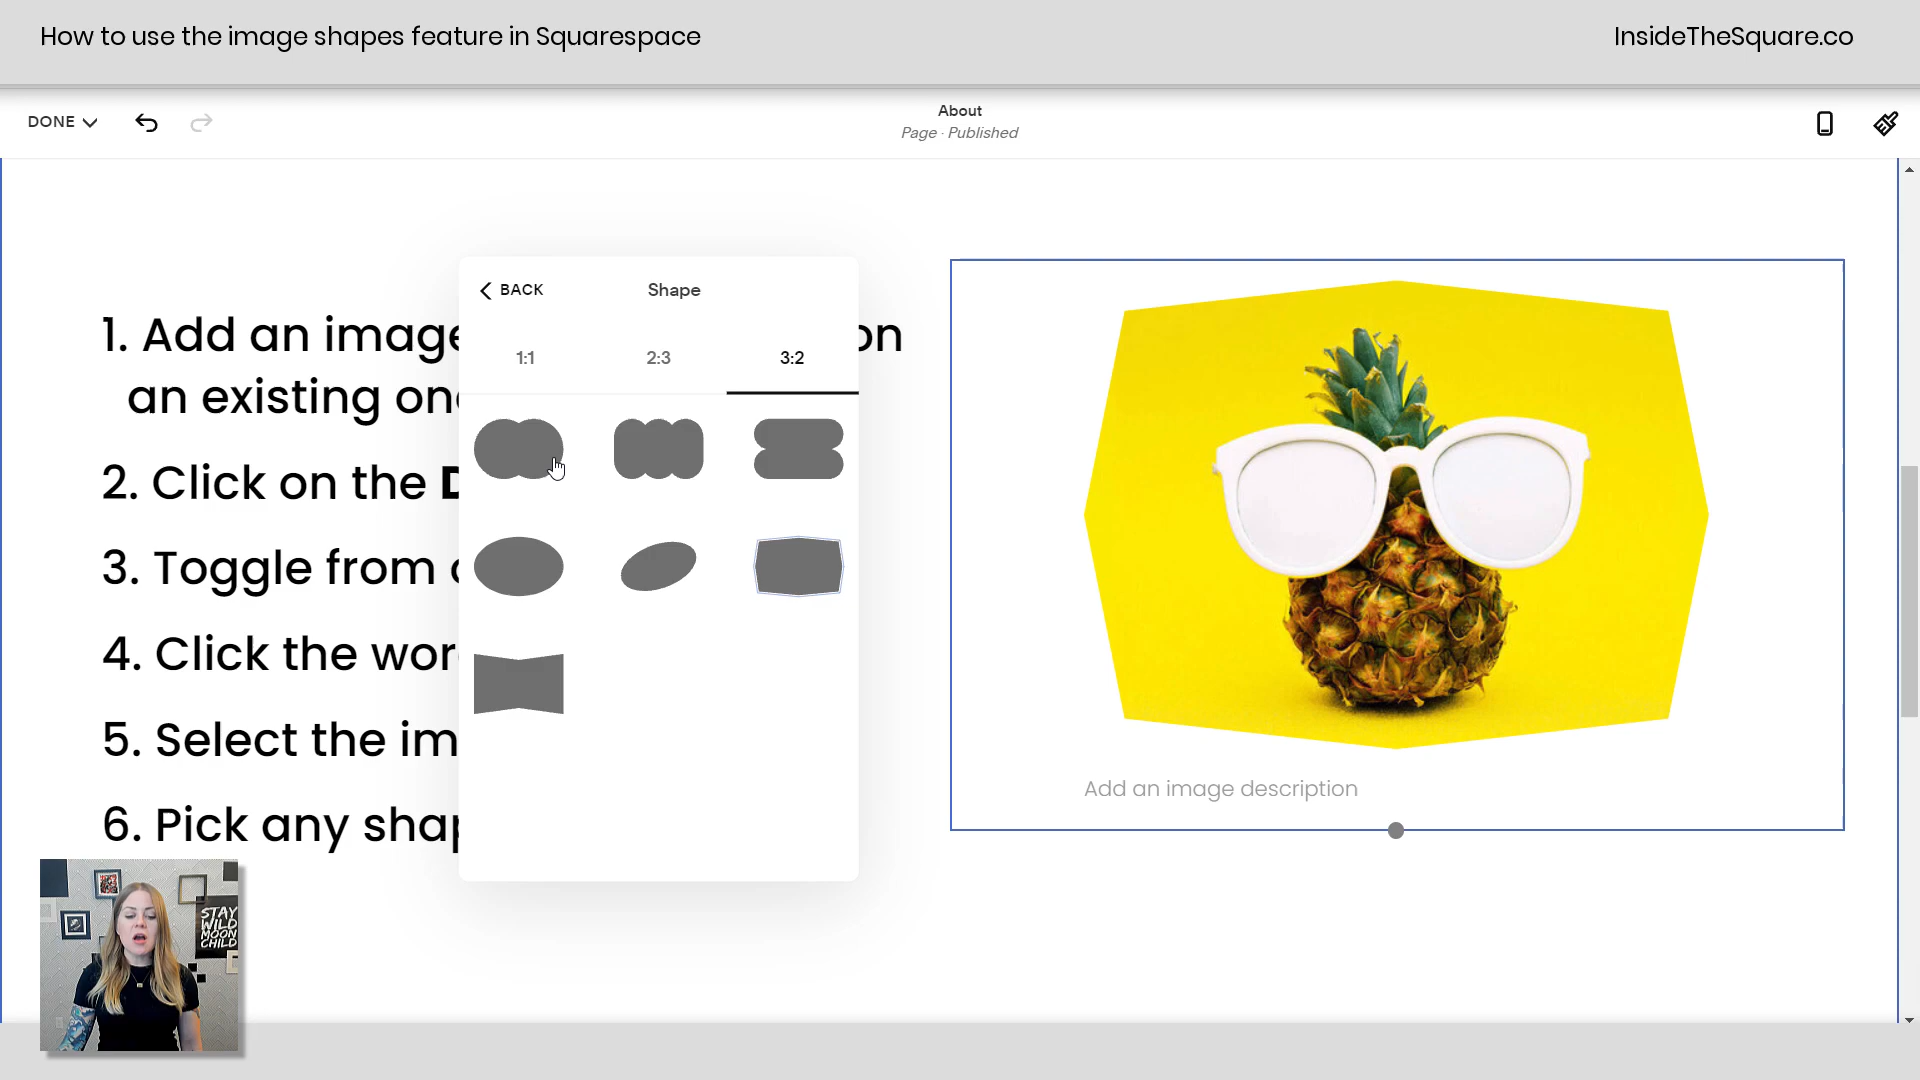 How to use the image shapes feature in Squarespace
InsideTheSquare.co
DONE
About
Page · Published
BACK
Shape
1:1
2:3
3:2
1. Add an image
on
an existing one
2. Click on the D
3. Toggle from
4. Click the wor
5. Select the im
6. Pick any shap
Add an image description
STAY
WILD
MOON
CHILD